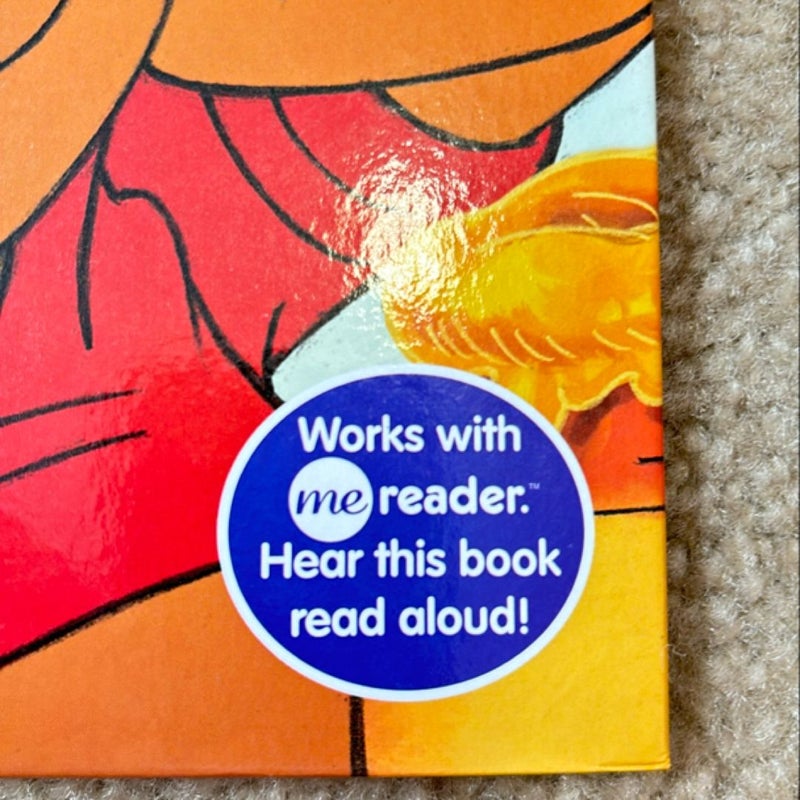 Works with
me reader.™
Hear this book
read aloud!